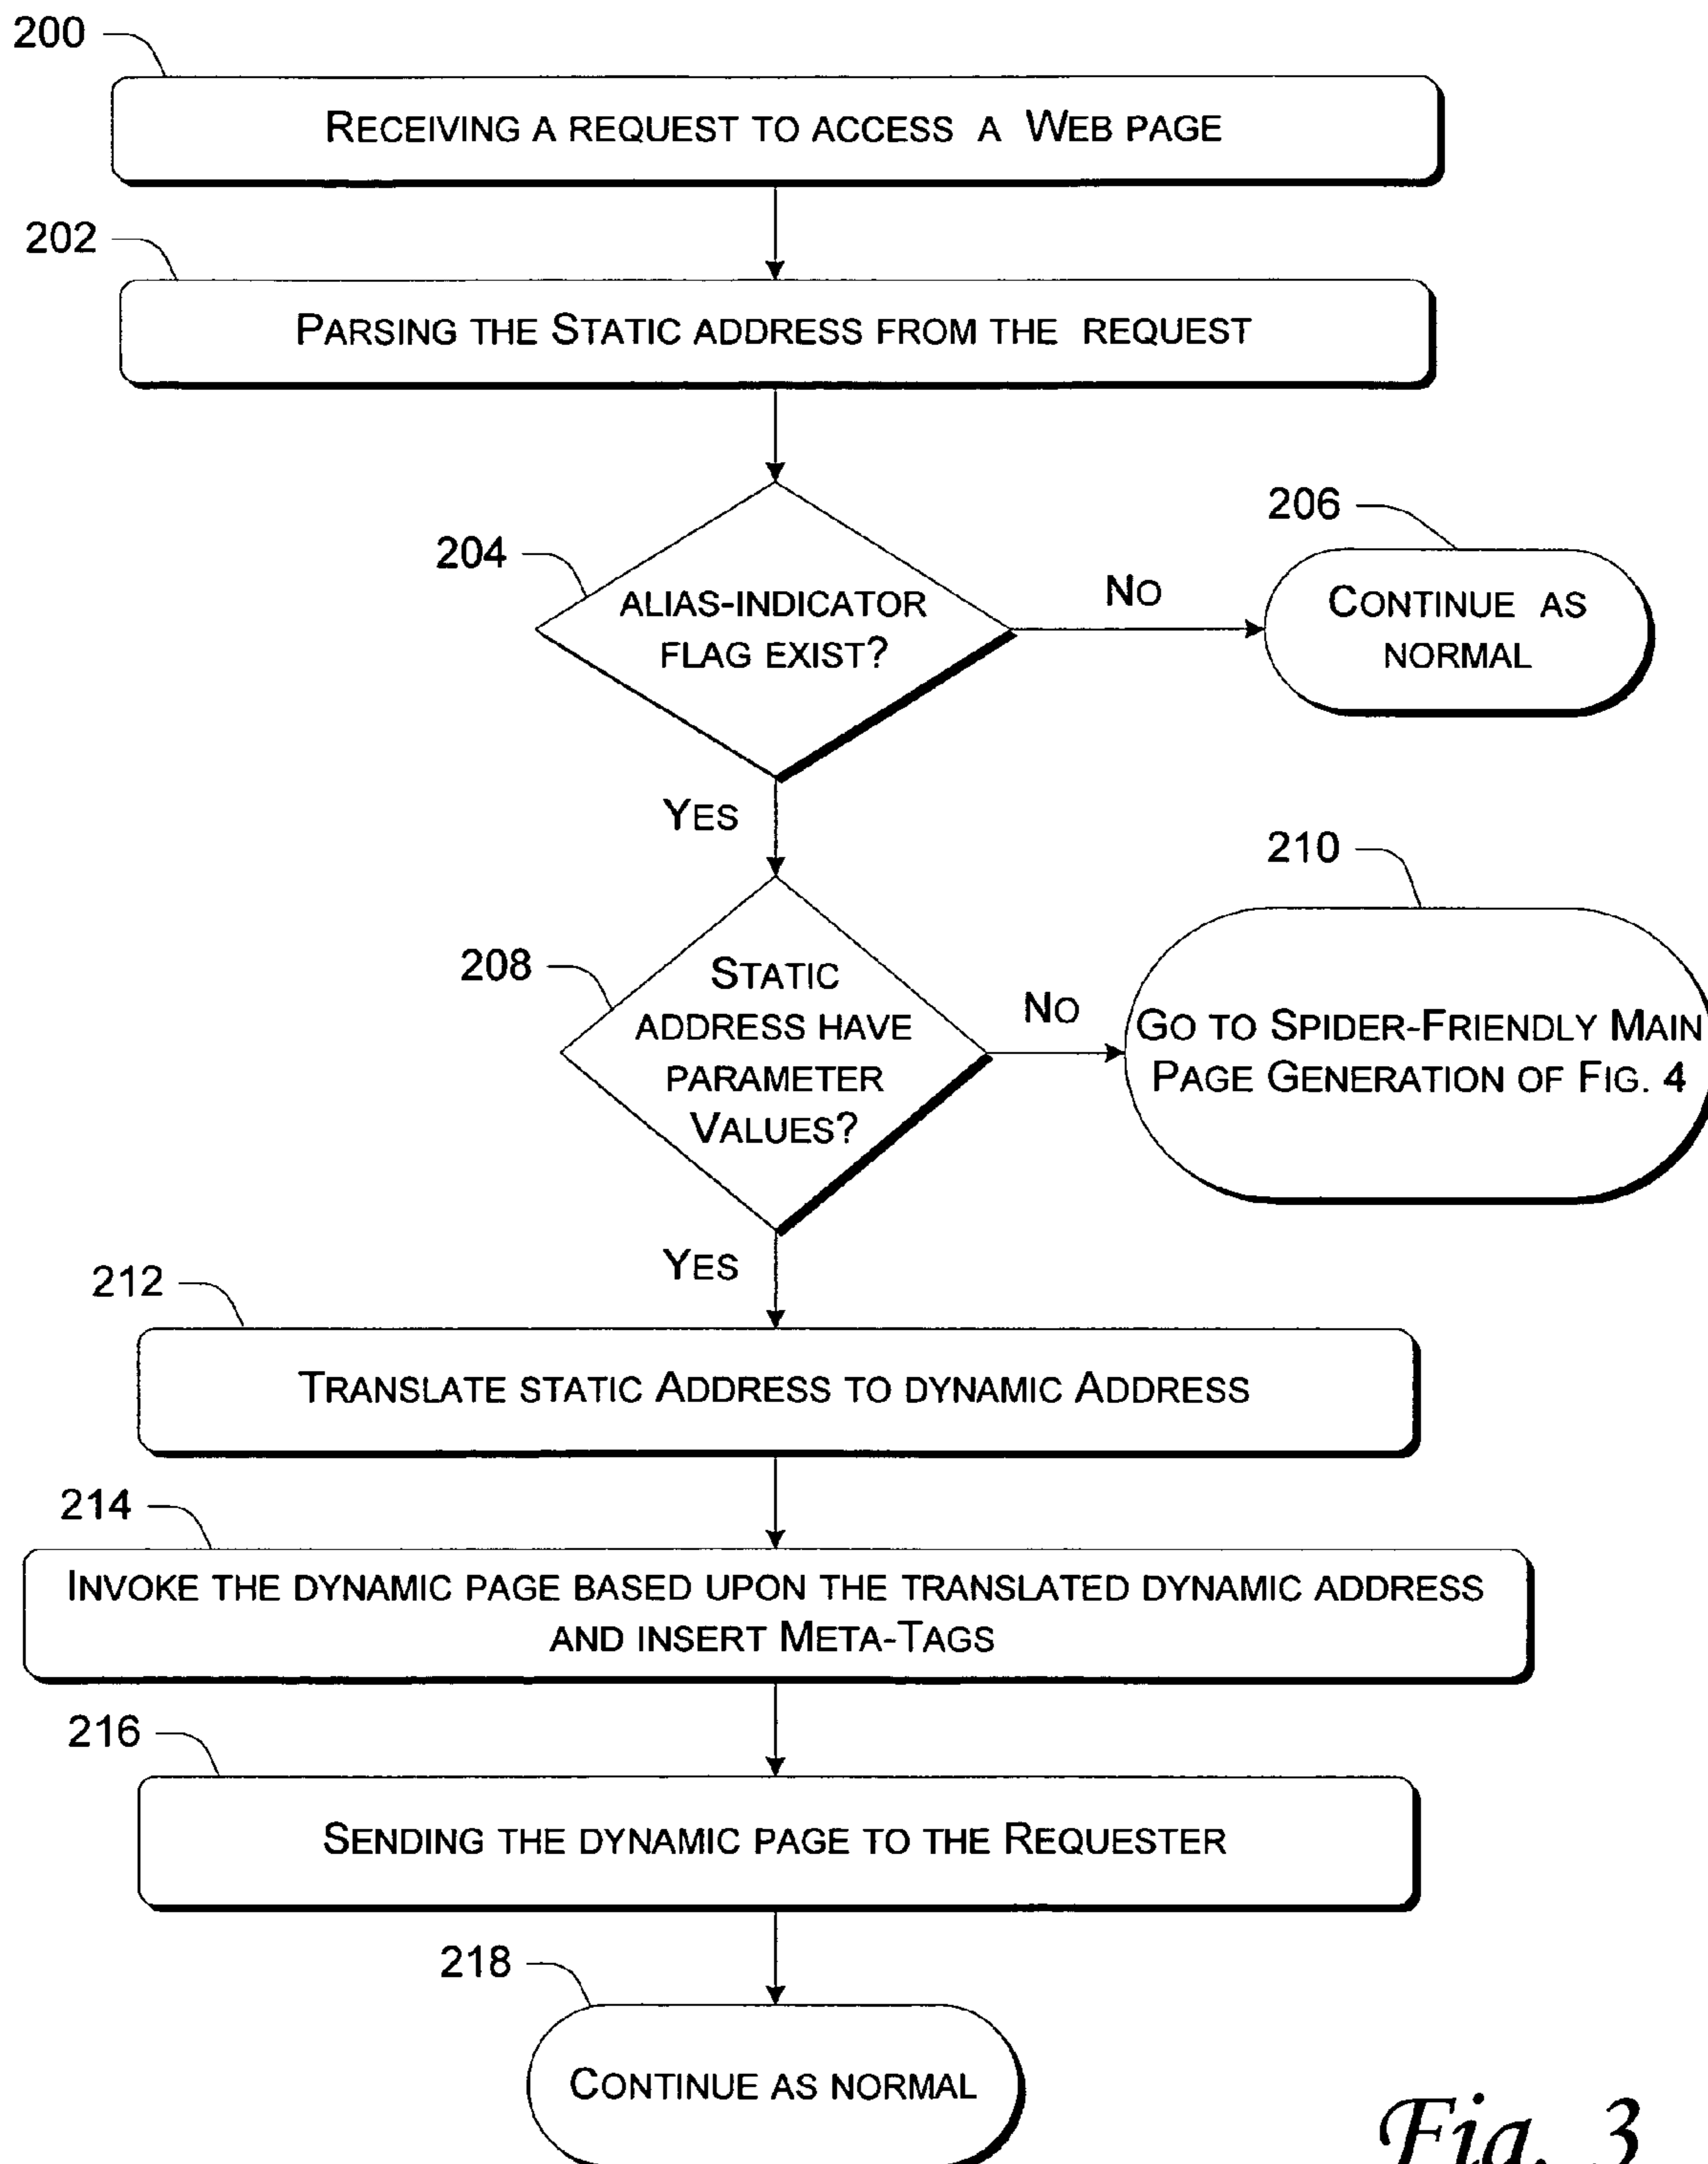 200
RECEIVING A REQUEST TO ACCESS A WEB PAGE
202
PARSING THE STATIC ADDRESS FROM THE REQUEST
204
ALIAS-INDICATOR
FLAG EXIST?
NO
206
CONTINUE AS
NORMAL
YES
208
STATIC
ADDRESS HAVE
PARAMETER
VALUES?
NO
210
GO TO SPIDER-FRIENDLY MAIN
PAGE GENERATION OF FIG. 4
YES
212
TRANSLATE STATIC ADDRESS TO DYNAMIC ADDRESS
214
INVOKE THE DYNAMIC PAGE BASED UPON THE TRANSLATED DYNAMIC ADDRESS
AND INSERT META-TAGS
216
SENDING THE DYNAMIC PAGE TO THE REQUESTER
218
CONTINUE AS NORMAL
Fig. 3